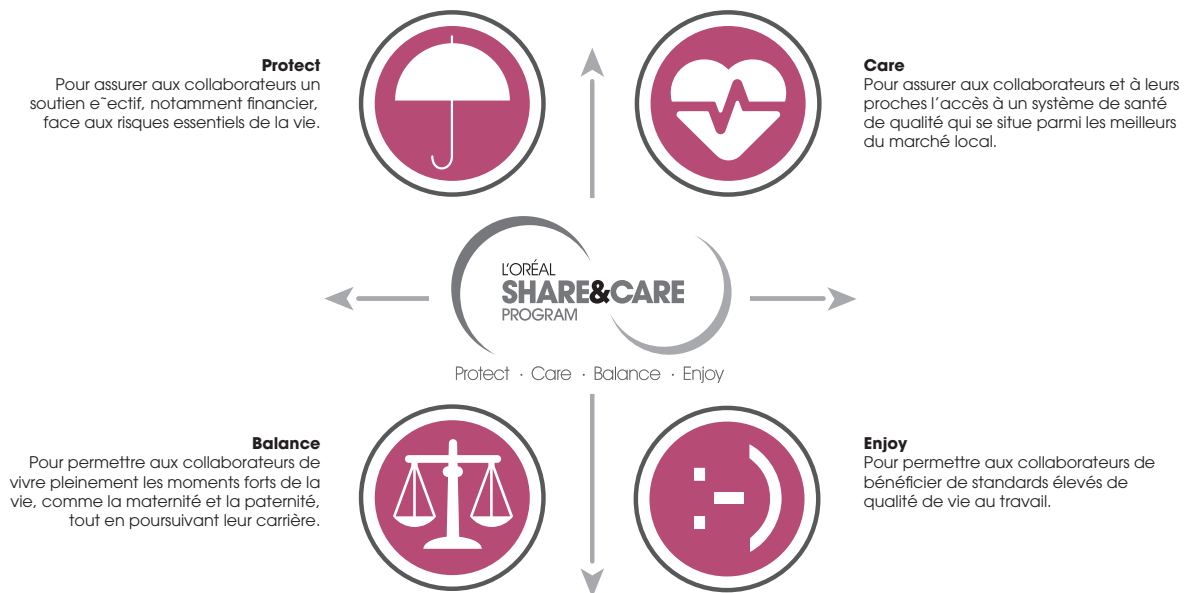 Protect
Pour assurer aux collaborateurs un
soutien e˜ectif, notamment financier,
face aux risques essentiels de la vie.
Care
Pour assurer aux collaborateurs et à leurs
proches l’accès à un système de santé
de qualité qui se situe parmi les meilleurs
du marché local.
L’ORÉAL
SHARE&CARE
PROGRAM
Protect · Care · Balance · Enjoy
Balance
Pour permettre aux collaborateurs de
vivre pleinement les moments forts de la
vie, comme la maternité et la paternité,
tout en poursuivant leur carrière.
Enjoy
Pour permettre aux collaborateurs de
bénéficier de standards élevés de
qualité de vie au travail.